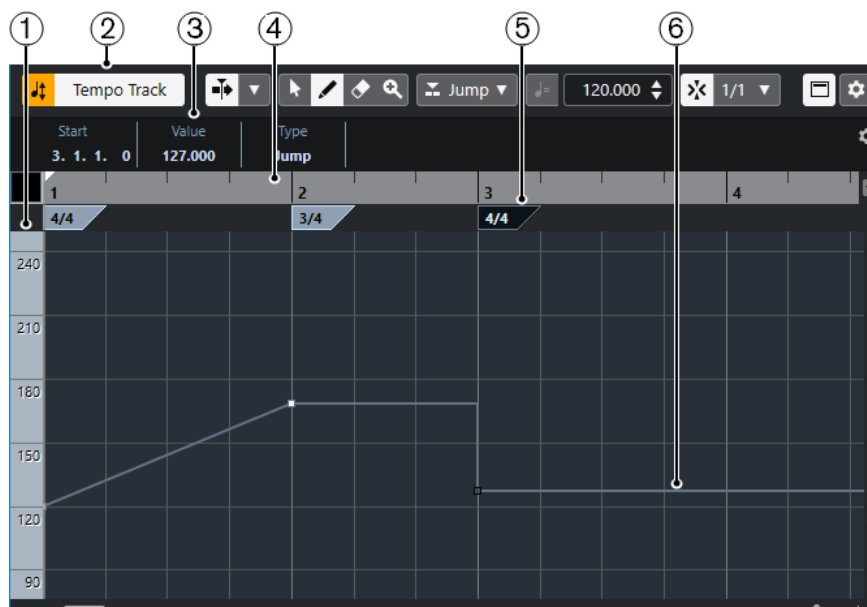 ① ② ③ ④ ⑤ ⑥
Tempo Track Jump 120.000 1/1
Start Value Type
3. 1. 1. 0 127.000 Jump
1 2 3 4
4/4 3/4 4/4
240
210
180
150
120
90